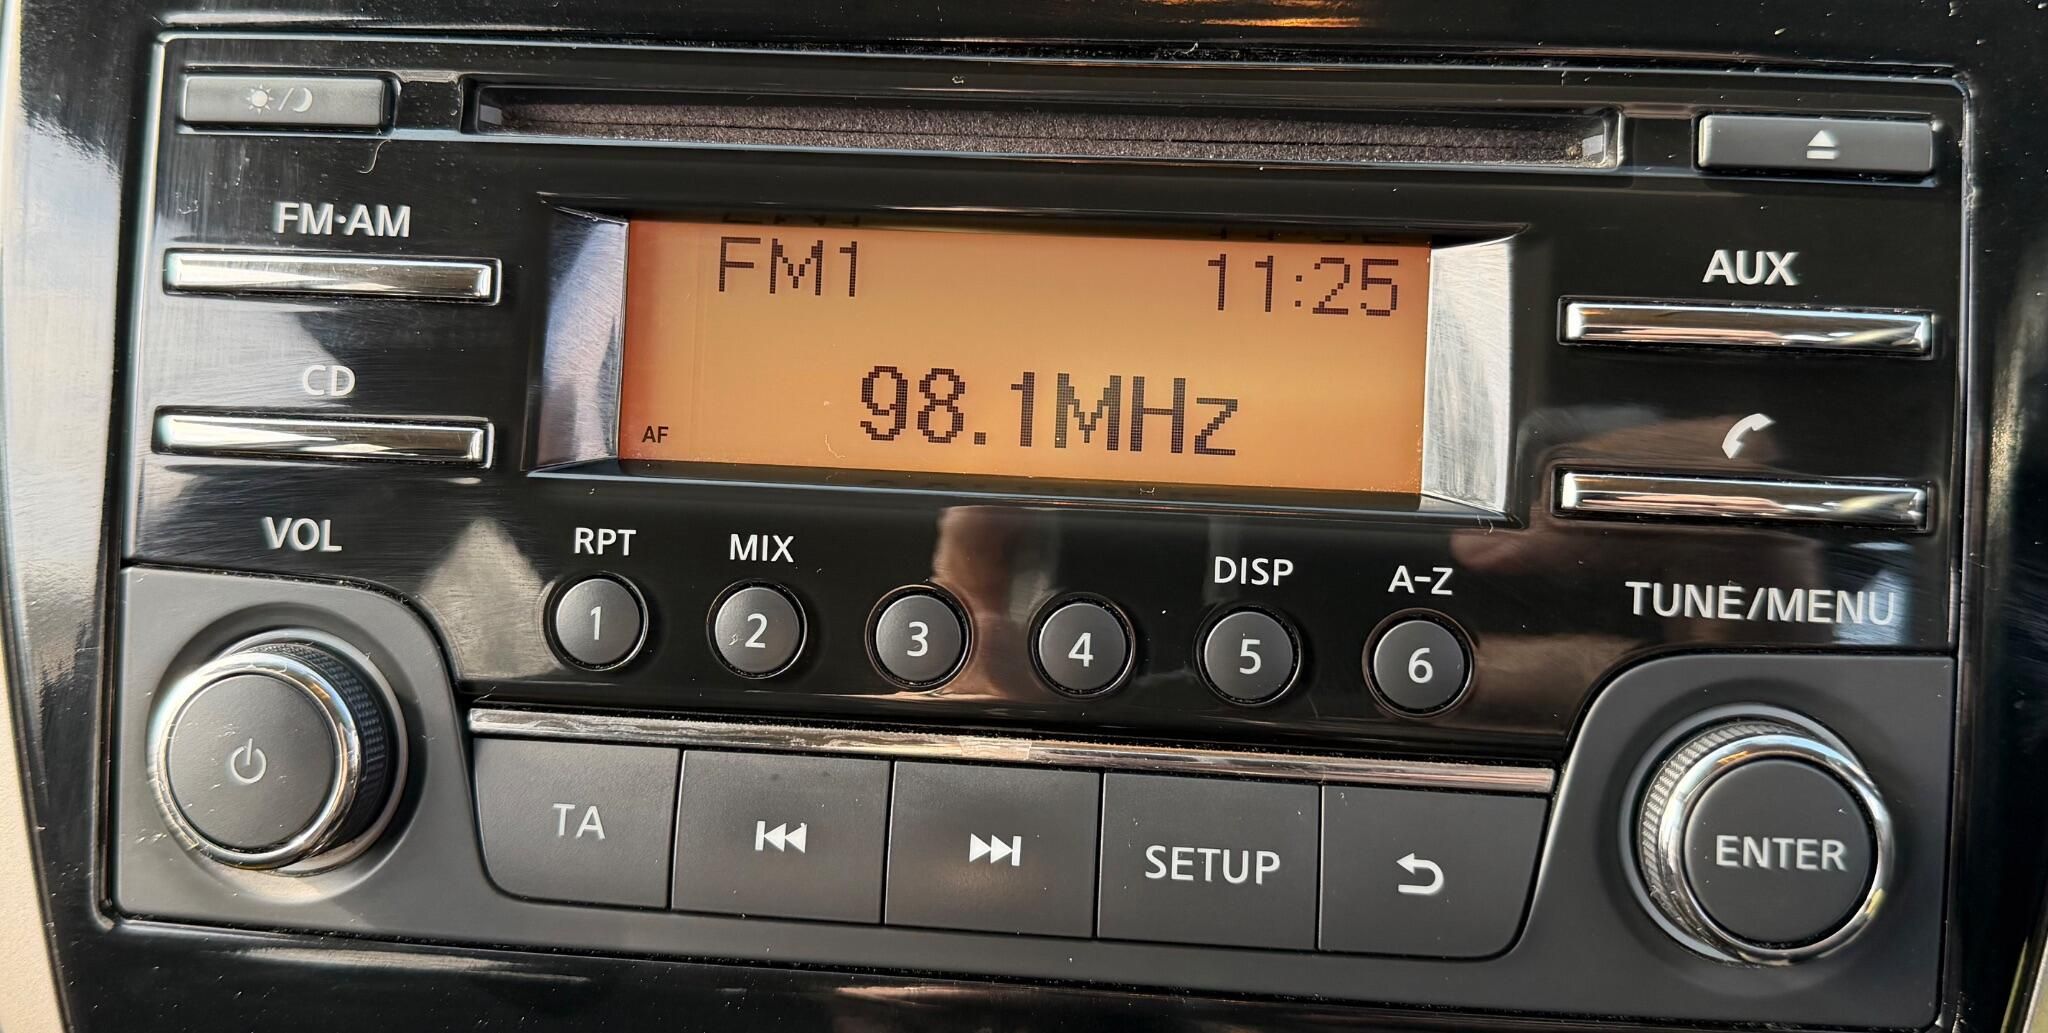 FM·AM
FM1 11:25
AUX
CD
98.1MHz
AF
VOL
RPT MIX DISP A-Z
TUNE/MENU
1 2 3 4 5 6
TA
SETUP
ENTER